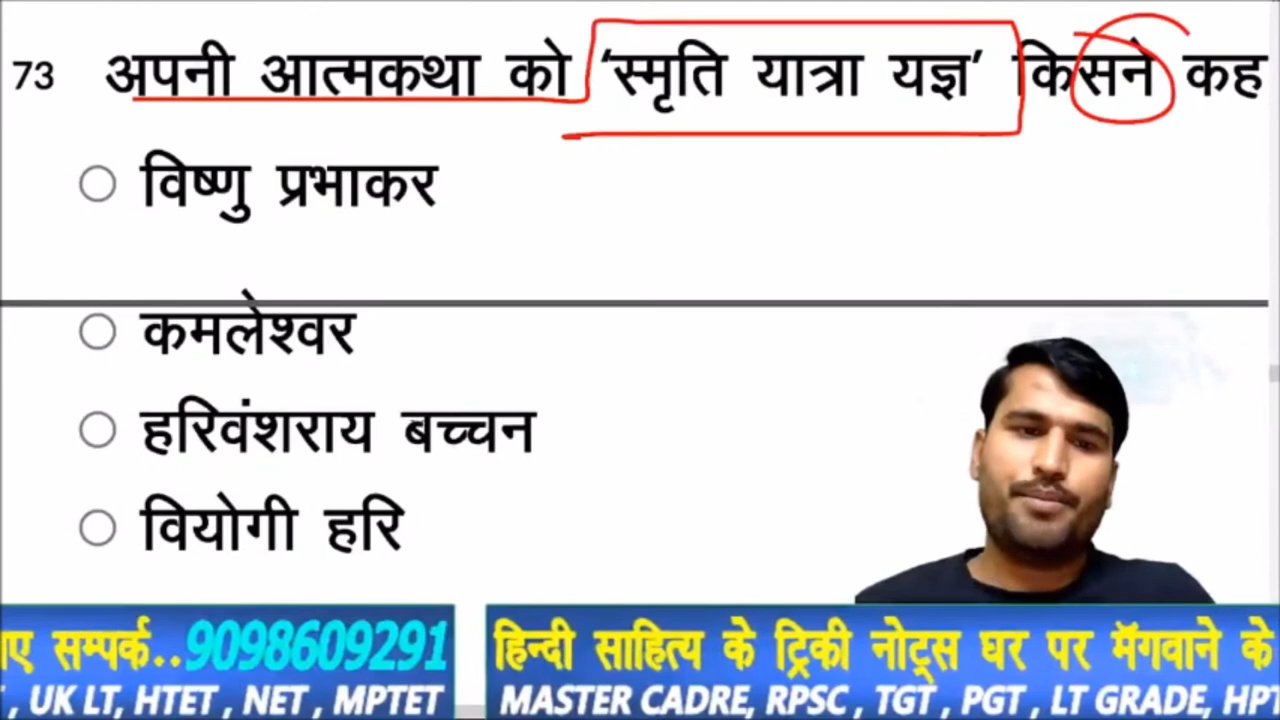 73 अपनी आत्मकथा को ‘स्मृति यात्रा यज्ञ’ किसने कह
विष्णु प्रभाकर
कमलेश्वर
हरिवंशराय बच्चन
वियोगी हरि
ए सम्पर्क..9098609291
, UK LT, HTET , NET , MPTET
हिन्दी साहित्य के ट्रिकी नोट्स घर पर मॅगवाने के
MASTER CADRE, RPSC , TGT , PGT , LT GRADE, HPT